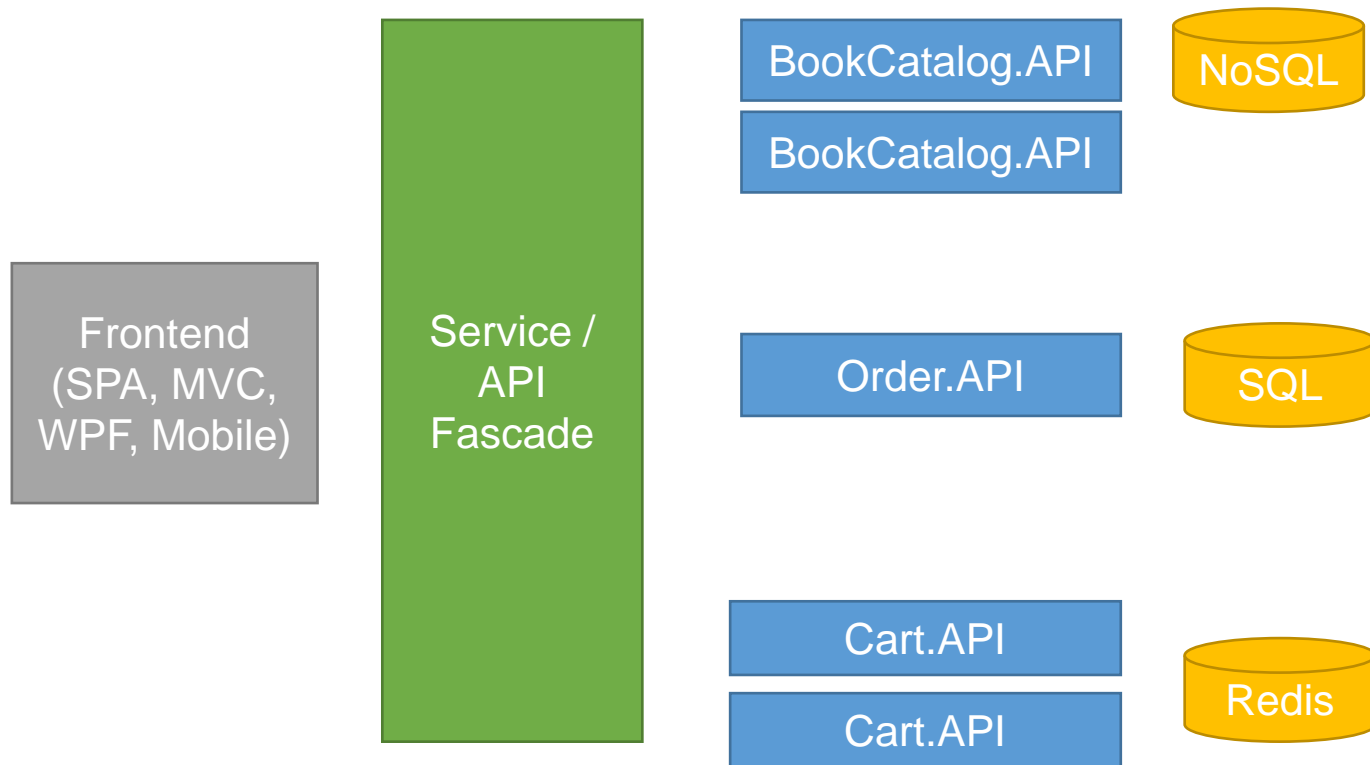 BookCatalog.API
NoSQL
BookCatalog.API
Frontend
(SPA, MVC,
WPF, Mobile)
Service /
API
Fascade
Order.API
SQL
Cart.API
Cart.API
Redis